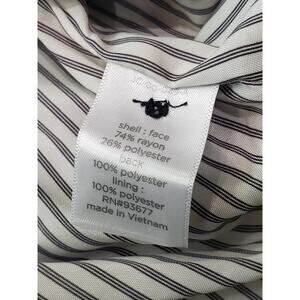 shell : face
74% rayon
26% polyester
back
100% polyester
lining :
100% polyester
RN#93677
made in Vietnam